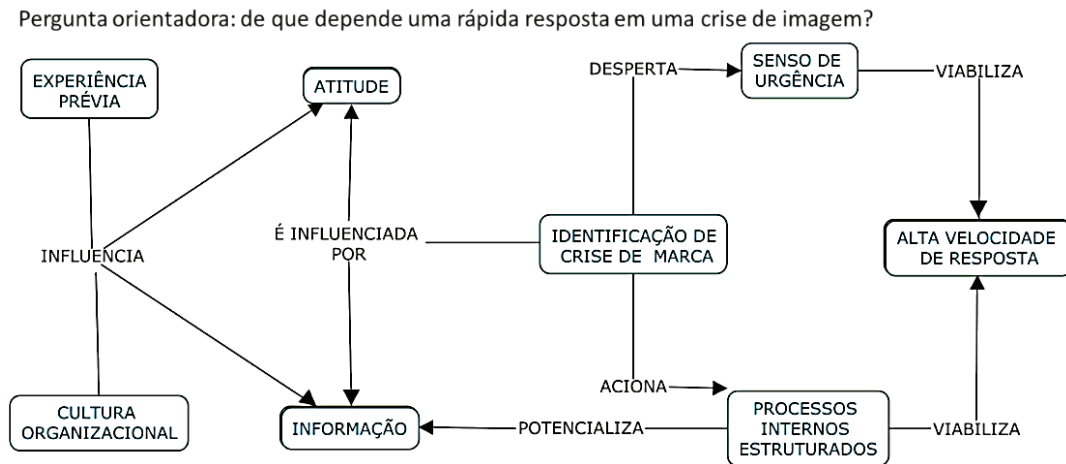 Pergunta orientadora: de que depende uma rápida resposta em uma crise de imagem?
EXPERIÊNCIA
PRÉVIA
ATITUDE
DESPERTA
SENSO DE
URGÊNCIA
VIABILIZA
INFLUENCIA
É INFLUENCIADA
POR
IDENTIFICAÇÃO DE
CRISE DE MARCA
ALTA VELOCIDADE
DE RESPOSTA
ACIONA
CULTURA
ORGANIZACIONAL
INFORMAÇÃO
POTENCIALIZA
PROCESSOS
INTERNOS
ESTRUTURADOS
VIABILIZA